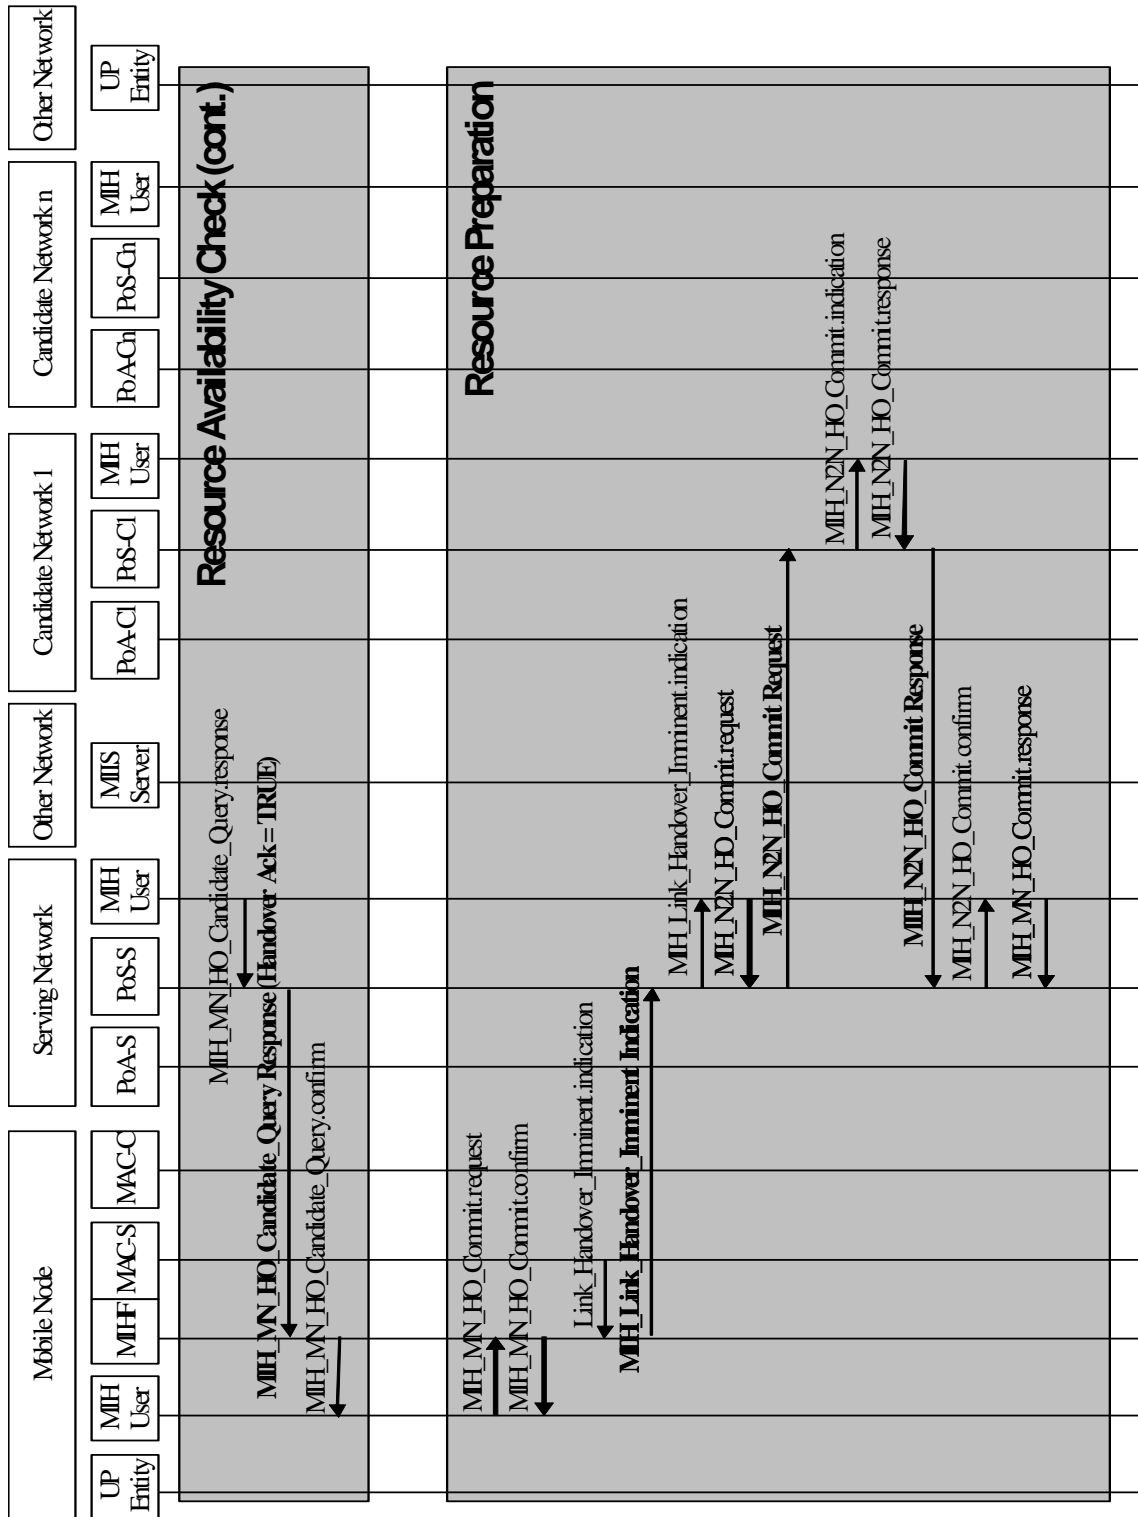 Mobile Node
Serving Network
Other Network
Candidate Network 1
Candidate Network n
Other Network
UP
Entity
MIH
User
MIHF
MAC-S
MAC-C
PoA-S
PoS-S
MIH
User
MIIS
Server
PoA-C1
PoS-C1
MIH
User
PoA-Cn
PoS-Cn
MIH
User
UP
Entity
Resource Availability Check (cont.)
MIH_MN_HO_Candidate_Query.response
MIH_MN_HO_Candidate_Query Response (Handover Ack = TRUE)
MIH_MN_HO_Candidate_Query.confirm
Resource Preparation
MIH_MN_HO_Commit.request
MIH_MN_HO_Commit.confirm
Link_Handover_Imminent.indication
MIH_Link_Handover_Imminent Indication
MIH_Link_Handover_Imminent.indication
MIH_N2N_HO_Commit.request
MIH_N2N_HO_Commit Request
MIH_N2N_HO_Commit.indication
MIH_N2N_HO_Commit.response
MIH_N2N_HO_Commit Response
MIH_N2N_HO_Commit.confirm
MIH_MN_HO_Commit.response